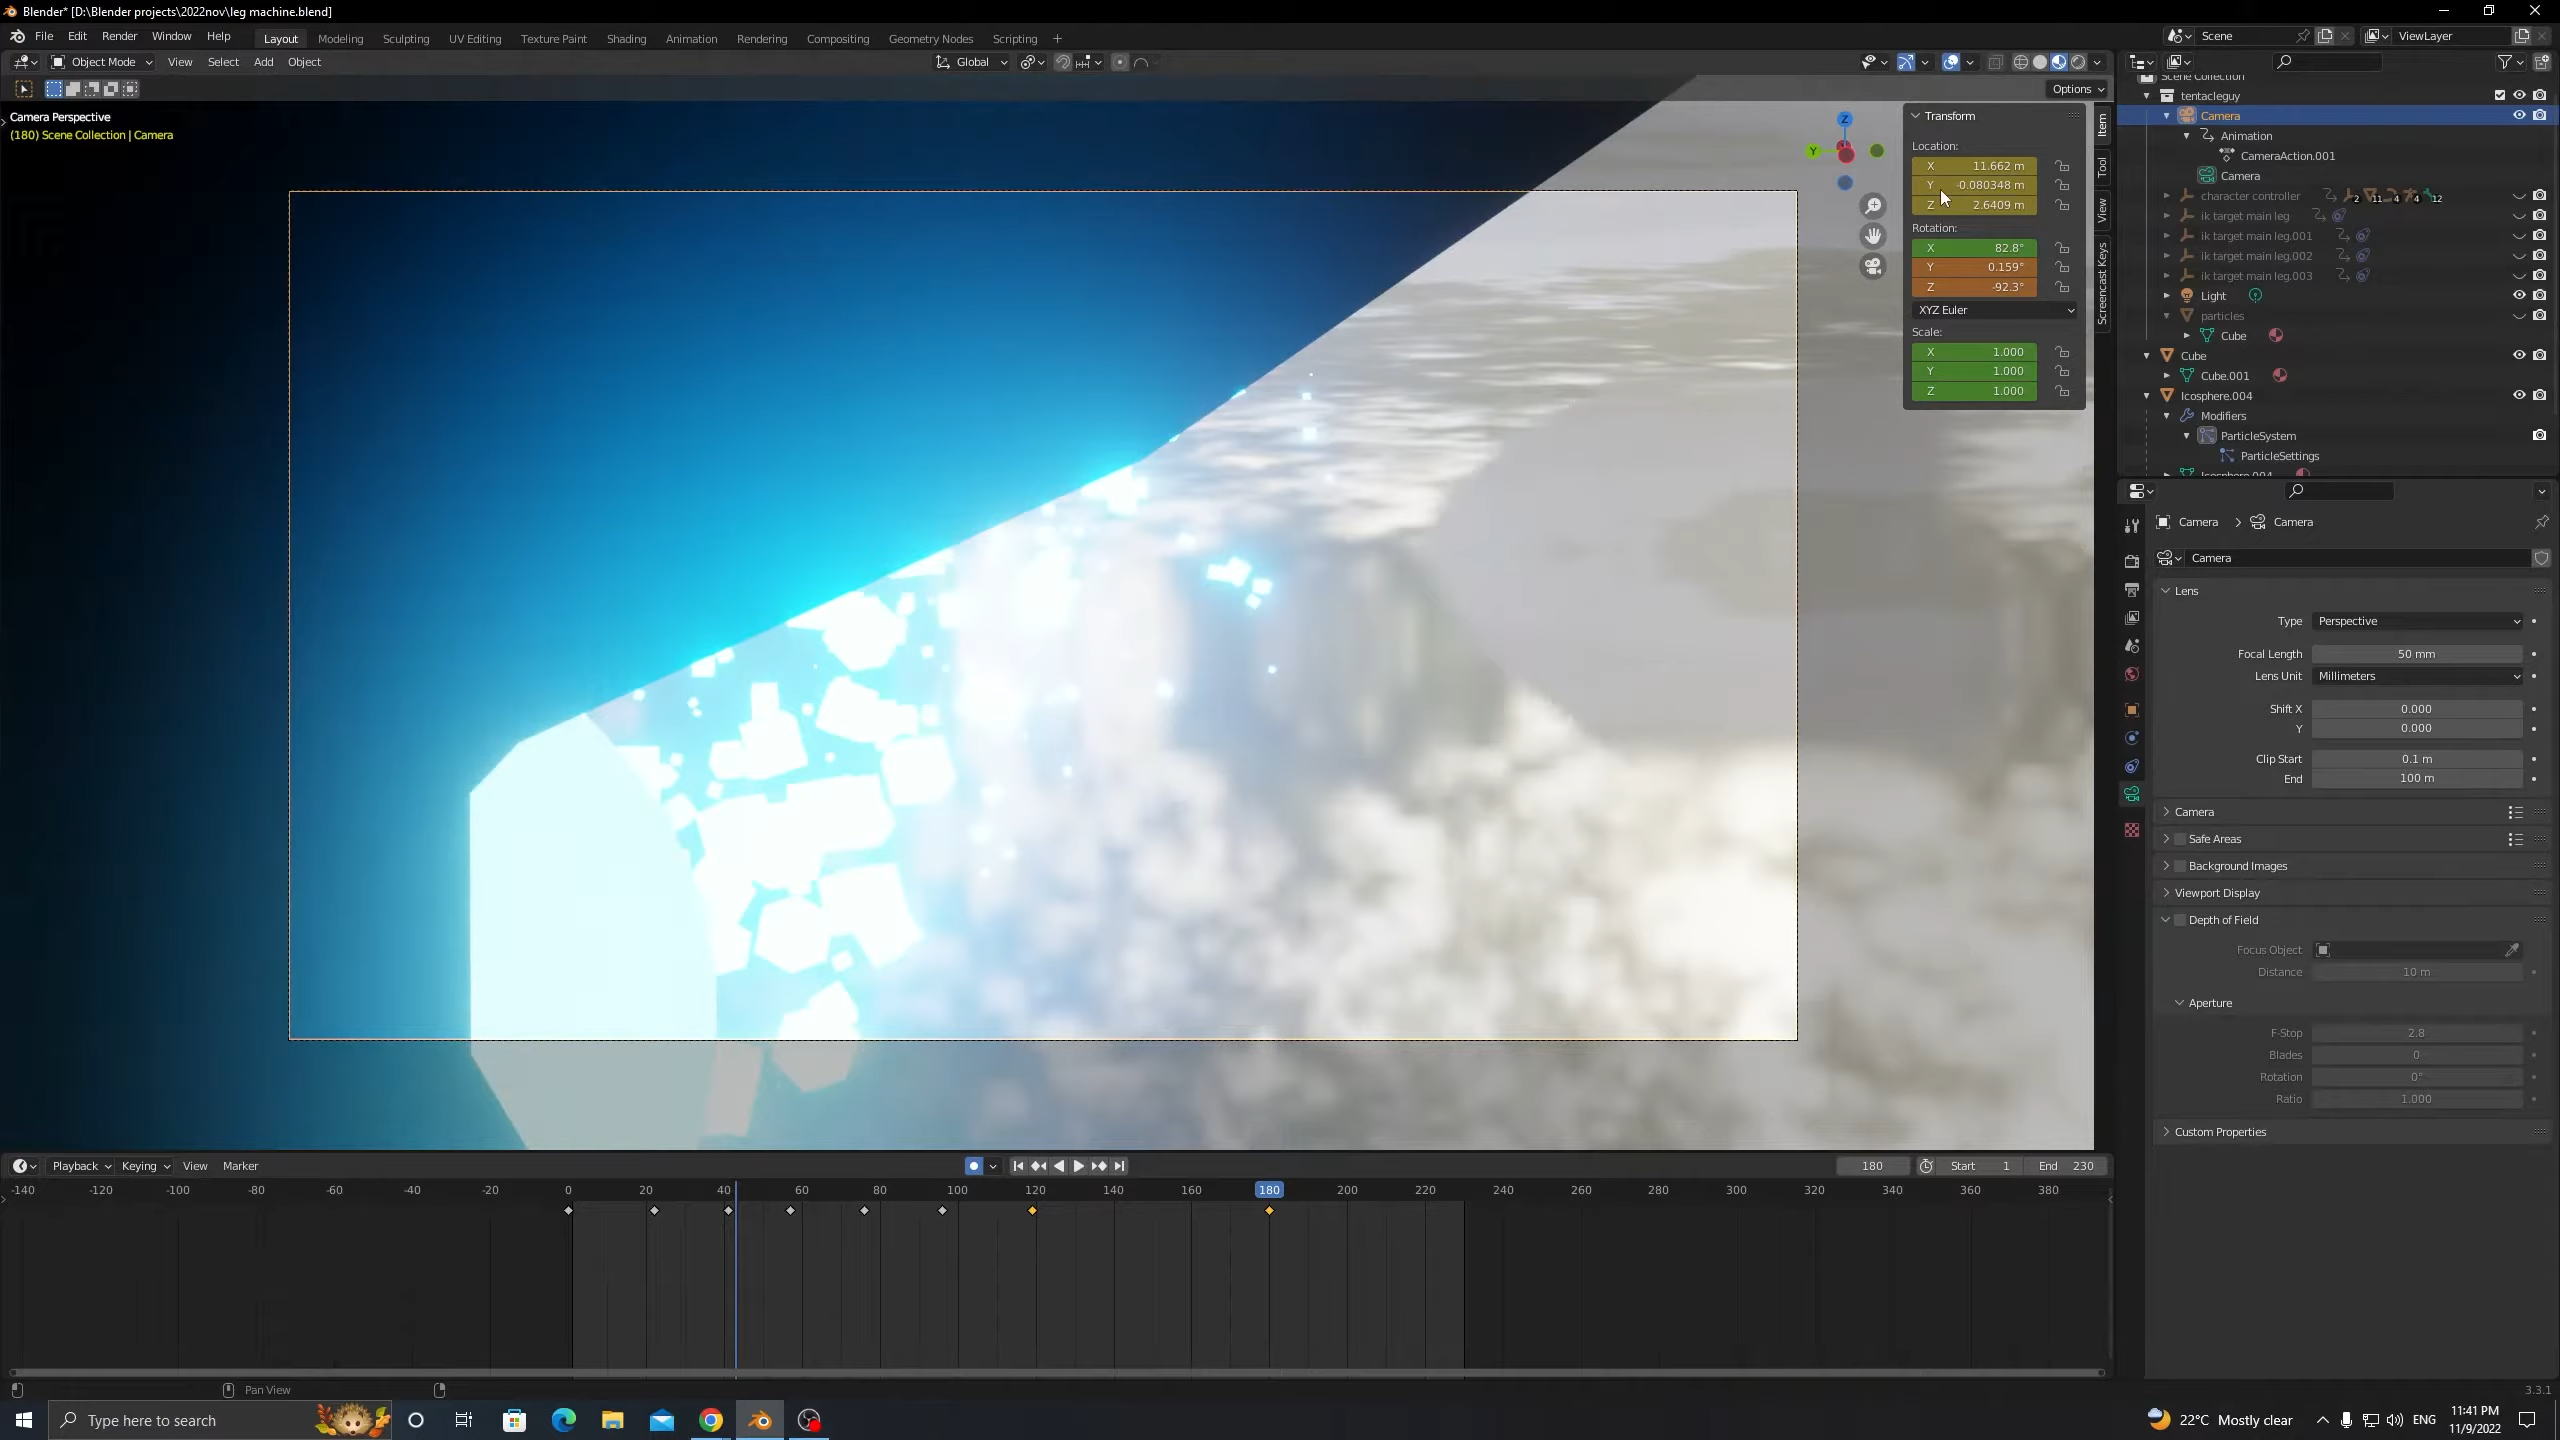 Blender* [D:\Blender projects\2022nov\leg machine.blend]
File Edit Render Window Help Layout Modeling Sculpting UV Editing Texture Paint Shading Animation Rendering Compositing Geometry Nodes Scripting + Scene ViewLayer
Object Mode View Select Add Object Global
Options
Camera Perspective
(180) Scene Collection | Camera
Z
Y
Transform
Location:
X 11.662 m
Y -0.080348 m
Z 2.6409 m
Rotation:
X 82.8°
Y 0.159°
Z -92.3°
XYZ Euler
Scale:
X 1.000
Y 1.000
Z 1.000
Item
Tool
View
Screencast Keys
Scene Collection
tentacleguy
Camera
Animation
CameraAction.001
Camera
character controller 2 11 4 4 12
ik target main leg
ik target main leg.001
ik target main leg.002
ik target main leg.003
Light
particles
Cube
Cube
Cube.001
Icosphere.004
Modifiers
ParticleSystem
ParticleSettings
Icosphere.004
Camera > Camera
Camera
Lens
Type Perspective
Focal Length 50 mm
Lens Unit Millimeters
Shift X 0.000
Y 0.000
Clip Start 0.1 m
End 100 m
Camera
Safe Areas
Background Images
Viewport Display
Depth of Field
Focus Object
Distance 10 m
Aperture
F-Stop 2.8
Blades 0
Rotation 0°
Ratio 1.000
Custom Properties
Playback Keying View Marker 180 Start 1 End 230
-140 -120 -100 -80 -60 -40 -20 0 20 40 60 80 100 120 140 160 180 200 220 240 260 280 300 320 340 360 380
Pan View
3.3.1
Type here to search
22°C Mostly clear
ENG
11:41 PM
11/9/2022